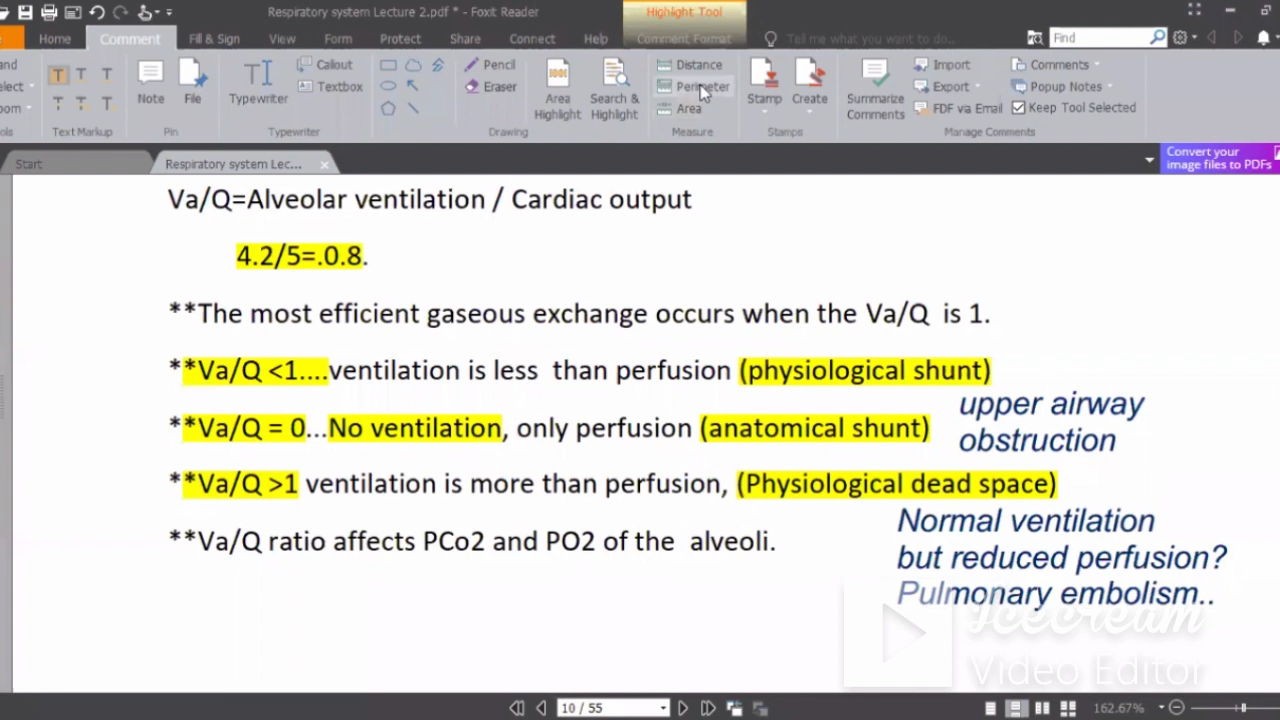 Respiratory system Lecture 2.pdf * - Foxit Reader
Highlight Tool
Home Comment Fill & Sign View Form Protect Share Connect Help Comment Format Tell me what you want to do... Find
Callout Pencil Distance Import Comments
Textbox Eraser Perimeter Export Popup Notes
Note File Typewriter Area Highlight Search & Highlight Area Stamp Create Summarize Comments FDF via Email Keep Tool Selected
Text Markup Pin Typewriter Drawing Measure Stamps Manage Comments
Start Respiratory system Lec... × Convert your
image files to PDFs
Va/Q=Alveolar ventilation / Cardiac output
4.2/5=.0.8.
**The most efficient gaseous exchange occurs when the Va/Q is 1.
**Va/Q <1....ventilation is less than perfusion (physiological shunt)
upper airway
obstruction
**Va/Q = 0...No ventilation, only perfusion (anatomical shunt)
**Va/Q >1 ventilation is more than perfusion, (Physiological dead space)
Normal ventilation
but reduced perfusion?
Pulmonary embolism..
**Va/Q ratio affects PCo2 and PO2 of the alveoli.
Icecream
Video Editor
10 / 55 162.67%